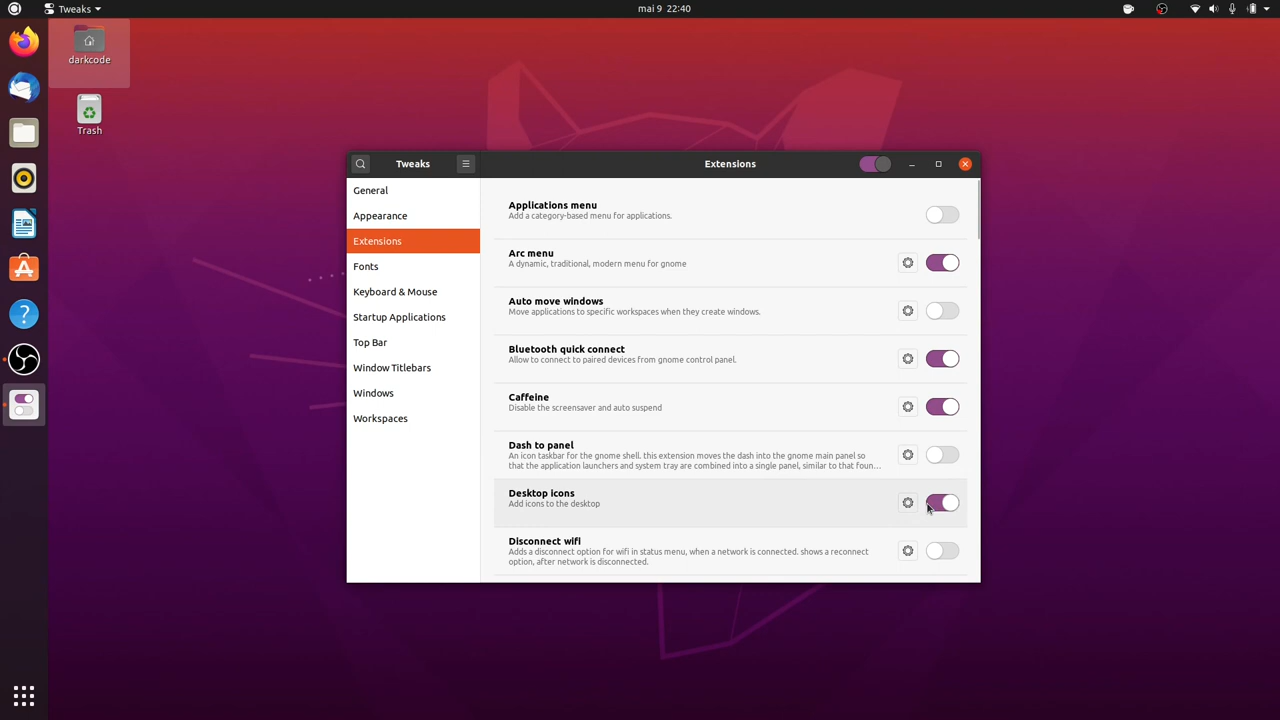 Tweaks
mai 9 22:40
darkcode
Trash
Tweaks
Extensions
General
Appearance
Extensions
Fonts
Keyboard & Mouse
Startup Applications
Top Bar
Window Titlebars
Windows
Workspaces
Applications menu
Add a category-based menu for applications.
Arc menu
A dynamic, traditional, modern menu for gnome
Auto move windows
Move applications to specific workspaces when they create windows.
Bluetooth quick connect
Allow to connect to paired devices from gnome control panel.
Caffeine
Disable the screensaver and auto suspend
Dash to panel
An icon taskbar for the gnome shell. this extension moves the dash into the gnome main panel so
that the application launchers and system tray are combined into a single panel, similar to that foun...
Desktop icons
Add icons to the desktop
Disconnect wifi
Adds a disconnect option for wifi in status menu, when a network is connected. shows a reconnect
option, after network is disconnected.